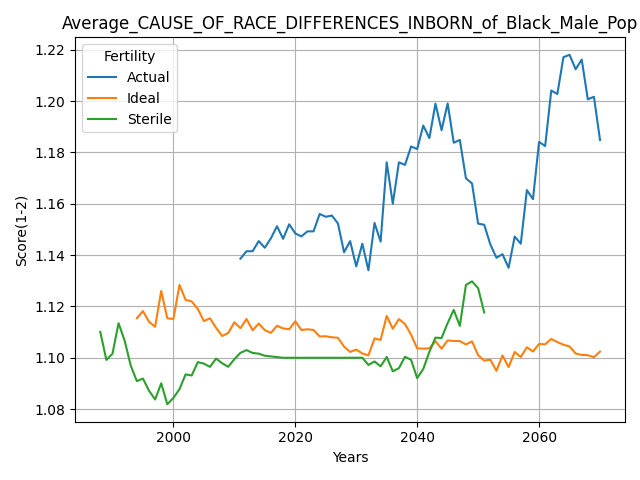 Average_CAUSE_OF_RACE_DIFFERENCES_INBORN_of_Black_Male_Pop
Fertility
Actual
Ideal
Sterile
Score(1-2)
1.22
1.20
1.18
1.16
1.14
1.12
1.10
1.08
2000 2020 2040 2060
Years